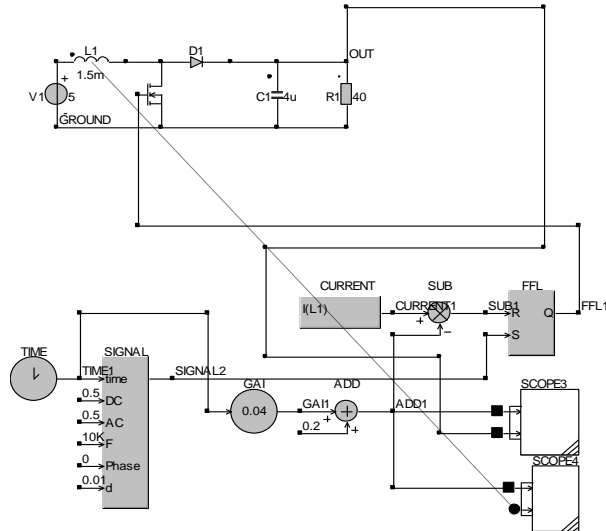 OUT
L1
D1
1.5m
+
V1 5
C1 4u
R1 40
GROUND
CURRENT
SUB
FFL
I(L1)
CURRENT1
SUB1
R
Q
FFL1
+
−
S
TIME
SIGNAL
TIME1
time
SIGNAL2
0.5
DC
GAI
ADD
0.5
AC
0.04
GAI1
+
ADD1
SCOPE3
10K
F
0.2
+
0
Phase
SCOPE4
0.01
d